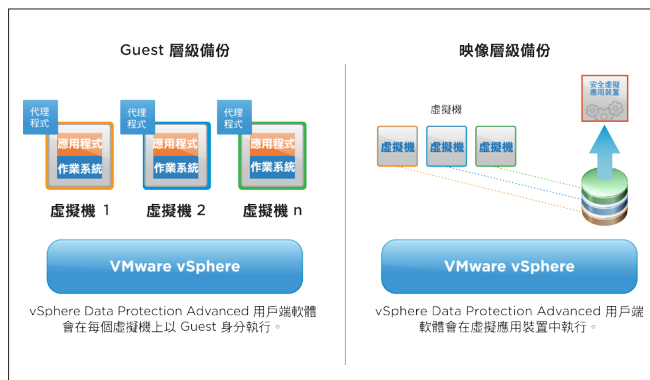 Guest 層級備份
代理
程式
應用程式
作業系統
虛擬機 1
代理
程式
應用程式
作業系統
虛擬機 2
代理
程式
應用程式
作業系統
虛擬機 n
VMware vSphere
vSphere Data Protection Advanced 用戶端軟體
會在每個虛擬機上以 Guest 身分執行。
映像層級備份
安全虛擬
應用裝置
虛擬機
虛擬機
虛擬機
虛擬機
VMware vSphere
vSphere Data Protection Advanced 用戶端
軟體會在虛擬應用裝置中執行。